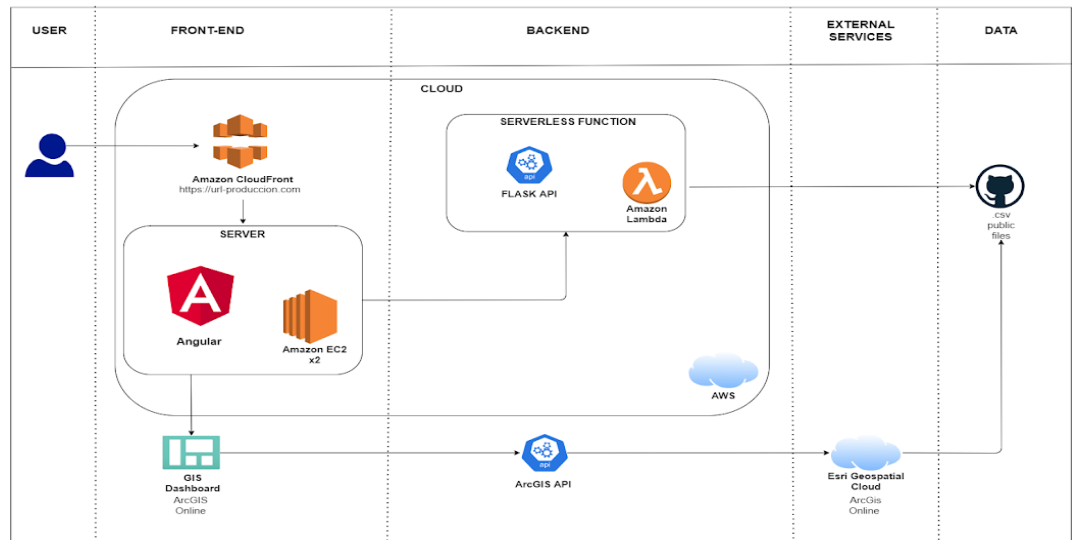 USER
FRONT-END
BACKEND
EXTERNAL
SERVICES
DATA
CLOUD
Amazon CloudFront
https://url-produccion.com
SERVERLESS FUNCTION
api
FLASK API
Amazon
Lambda
.csv
public
files
SERVER
Angular
Amazon EC2
x2
AWS
GIS
Dashboard
ArcGIS
Online
api
ArcGIS API
Esri Geospatial
Cloud
ArcGis
Online